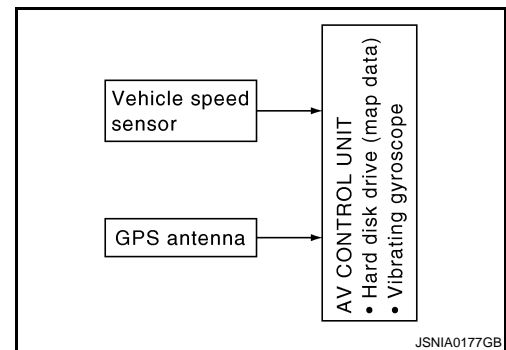 Vehicle speed
sensor
GPS antenna
AV CONTROL UNIT
• Hard disk drive (map data)
• Vibrating gyroscope
JSNIA0177GB